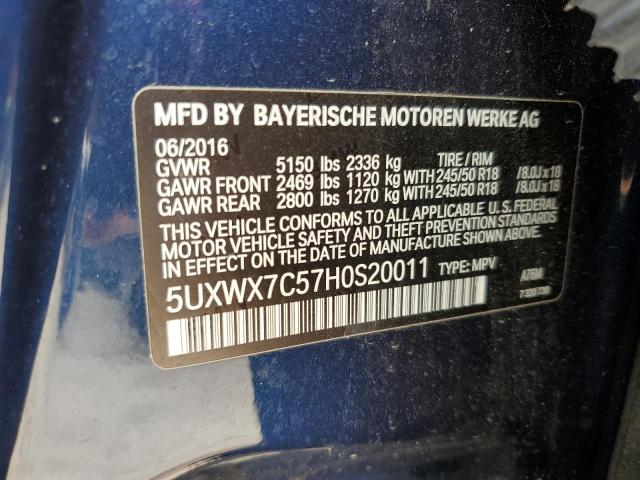 MFD BY BAYERISCHE MOTOREN WERKE AG
06/2016 TIRE / RIM
GVWR 5150 lbs 2336 kg
GAWR FRONT 2469 lbs 1120 kg WITH 245/50 R18 /8.0J x 18
GAWR REAR 2800 lbs 1270 kg WITH 245/50 R18 /8.0J x 18
THIS VEHICLE CONFORMS TO ALL APPLICABLE U.S. FEDERAL
MOTOR VEHICLE SAFETY AND THEFT PREVENTION STANDARDS
IN EFFECT ON THE DATE OF MANUFACTURE SHOWN ABOVE.
5UXWX7C57H0S20011 TYPE: MPV